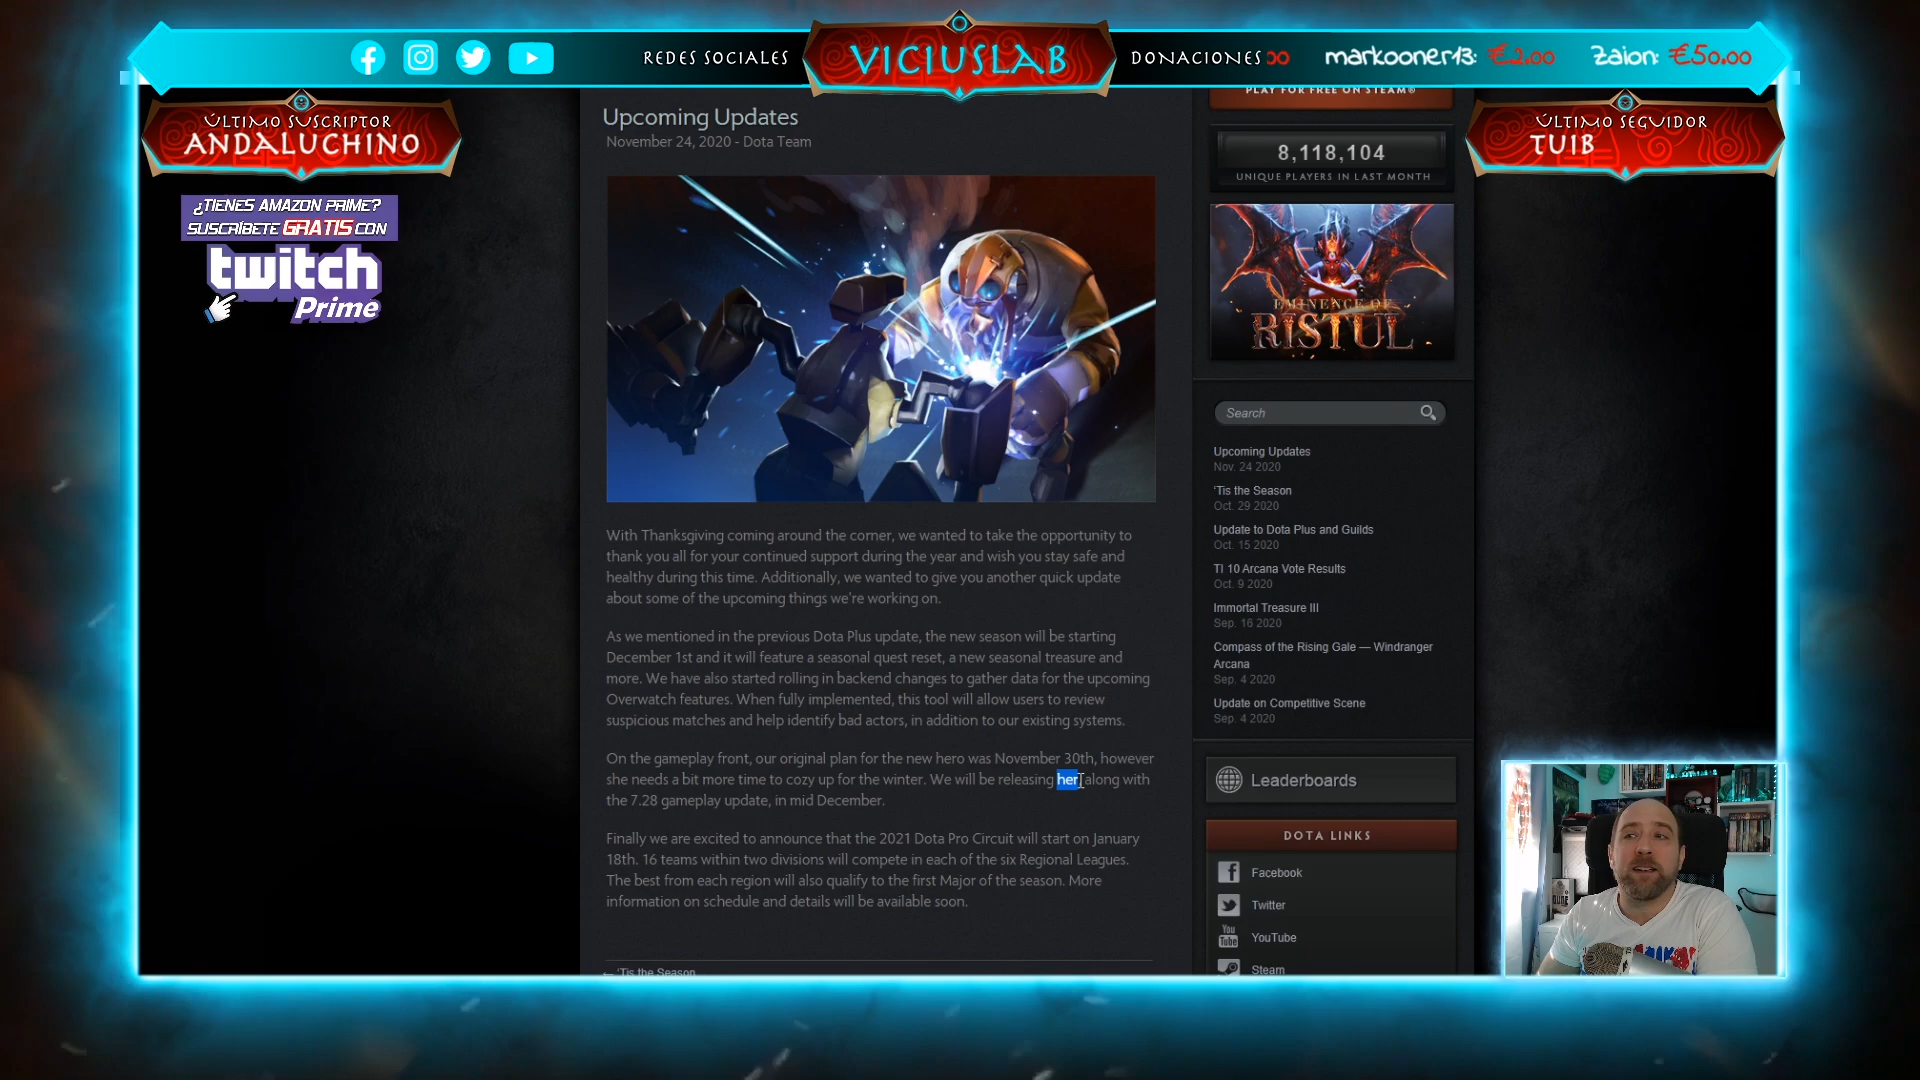 REDES SOCIALES
VICIUSLAB
DONACIONES 00
markooner13: €2.00
Zaion: €50.00
ÚLTIMO SUSCRIPTOR
ANDALUCHINO
ÚLTIMO SEGUIDOR
TUIB
¿TIENES AMAZON PRIME?
SUSCRÍBETE GRATIS CON
twitch
Prime
Upcoming Updates
November 24, 2020 - Dota Team
With Thanksgiving coming around the corner, we wanted to take the opportunity to
thank you all for your continued support during the year and wish you stay safe and
healthy during this time. Additionally, we wanted to give you another quick update
about some of the upcoming things we're working on.
As we mentioned in the previous Dota Plus update, the new season will be starting
December 1st and it will feature a seasonal quest reset, a new seasonal treasure and
more. We have also started rolling in backend changes to gather data for the upcoming
Overwatch features. When fully implemented, this tool will allow users to review
suspicious matches and help identify bad actors, in addition to our existing systems.
On the gameplay front, our original plan for the new hero was November 30th, however
she needs a bit more time to cozy up for the winter. We will be releasing her along with
the 7.28 gameplay update, in mid December.
Finally we are excited to announce that the 2021 Dota Pro Circuit will start on January
18th. 16 teams within two divisions will compete in each of the six Regional Leagues.
The best from each region will also qualify to the first Major of the season. More
information on schedule and details will be available soon.
← 'Tis the Season
PLAY FOR FREE ON STEAM®
8,118,104
UNIQUE PLAYERS IN LAST MONTH
EMINENCE OF
RISTUL
Search
Upcoming Updates
Nov. 24 2020
'Tis the Season
Oct. 29 2020
Update to Dota Plus and Guilds
Oct. 15 2020
TI 10 Arcana Vote Results
Oct. 9 2020
Immortal Treasure III
Sep. 16 2020
Compass of the Rising Gale — Windranger
Arcana
Sep. 4 2020
Update on Competitive Scene
Sep. 4 2020
Leaderboards
DOTA LINKS
Facebook
Twitter
You
Tube
YouTube
Steam